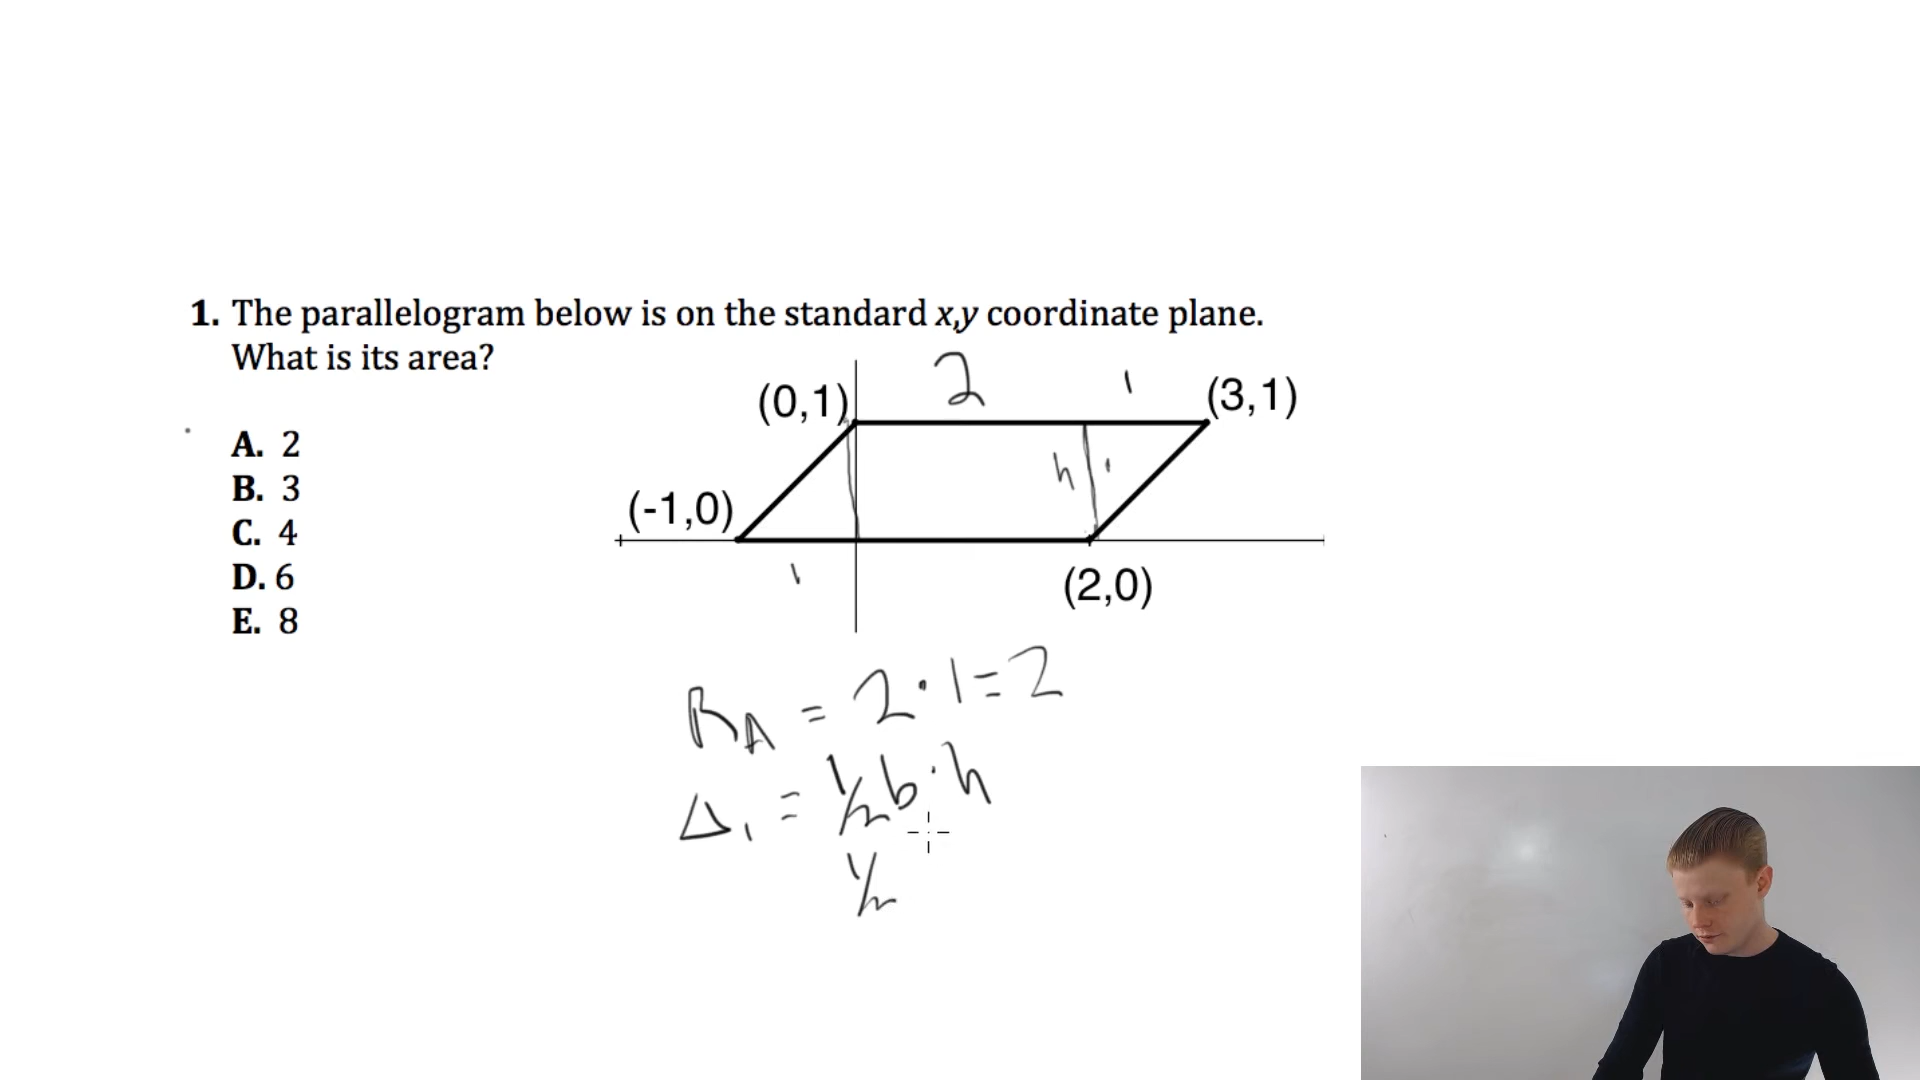 1. The parallelogram below is on the standard x,y coordinate plane.
What is its area?
A. 2
B. 3
C. 4
D. 6
E. 8
2
1
(0,1)
(3,1)
h
1
(-1,0)
1
(2,0)
RA = 2·1=2
Δ1 = 1/2 b·h
1/2